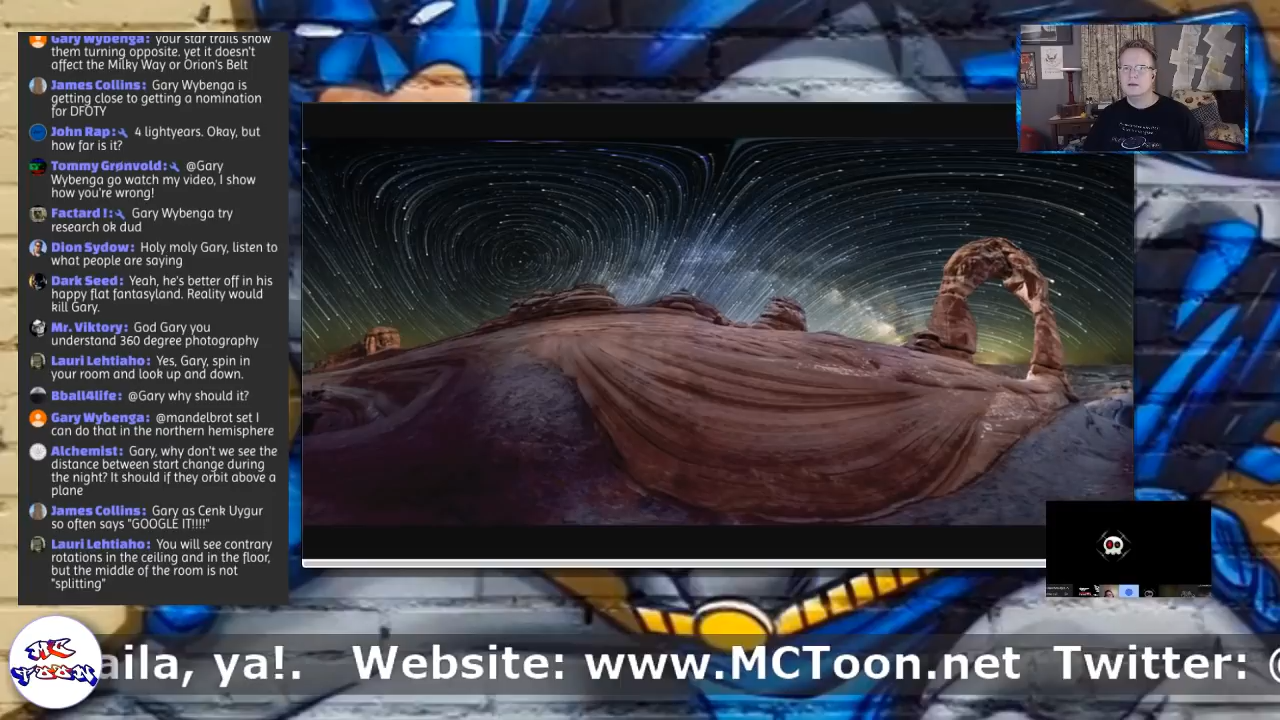 Gary Wybenga: your star trails show
them turning opposite. yet it doesn't
affect the Milky Way or Orion's Belt
James Collins: Gary Wybenga is
getting close to getting a nomination
for DFOTY
John Rap: 4 lightyears. Okay, but
how far is it?
Tommy Grønvold: @Gary
Wybenga go watch my video, I show
how you're wrong!
Factard !: Gary Wybenga try
research ok dud
Dion Sydow: Holy moly Gary, listen to
what people are saying
Dark Seed: Yeah, he's better off in his
happy flat fantasyland. Reality would
kill Gary.
Mr. Viktory: God Gary you
understand 360 degree photography
Lauri Lehtiaho: Yes, Gary, spin in
your room and look up and down.
Bball4life: @Gary why should it?
Gary Wybenga: @mandelbrot set I
can do that in the northern hemisphere
Alchemist: Gary, why don't we see the
distance between start change during
the night? It should if they orbit above a
plane
James Collins: Gary as Cenk Uygur
so often says "GOOGLE IT!!!!"
Lauri Lehtiaho: You will see contrary
rotations in the ceiling and in the floor,
but the middle of the room is not
"splitting"
MC
TOON
aila, ya!. Website: www.MCToon.net Twitter: @